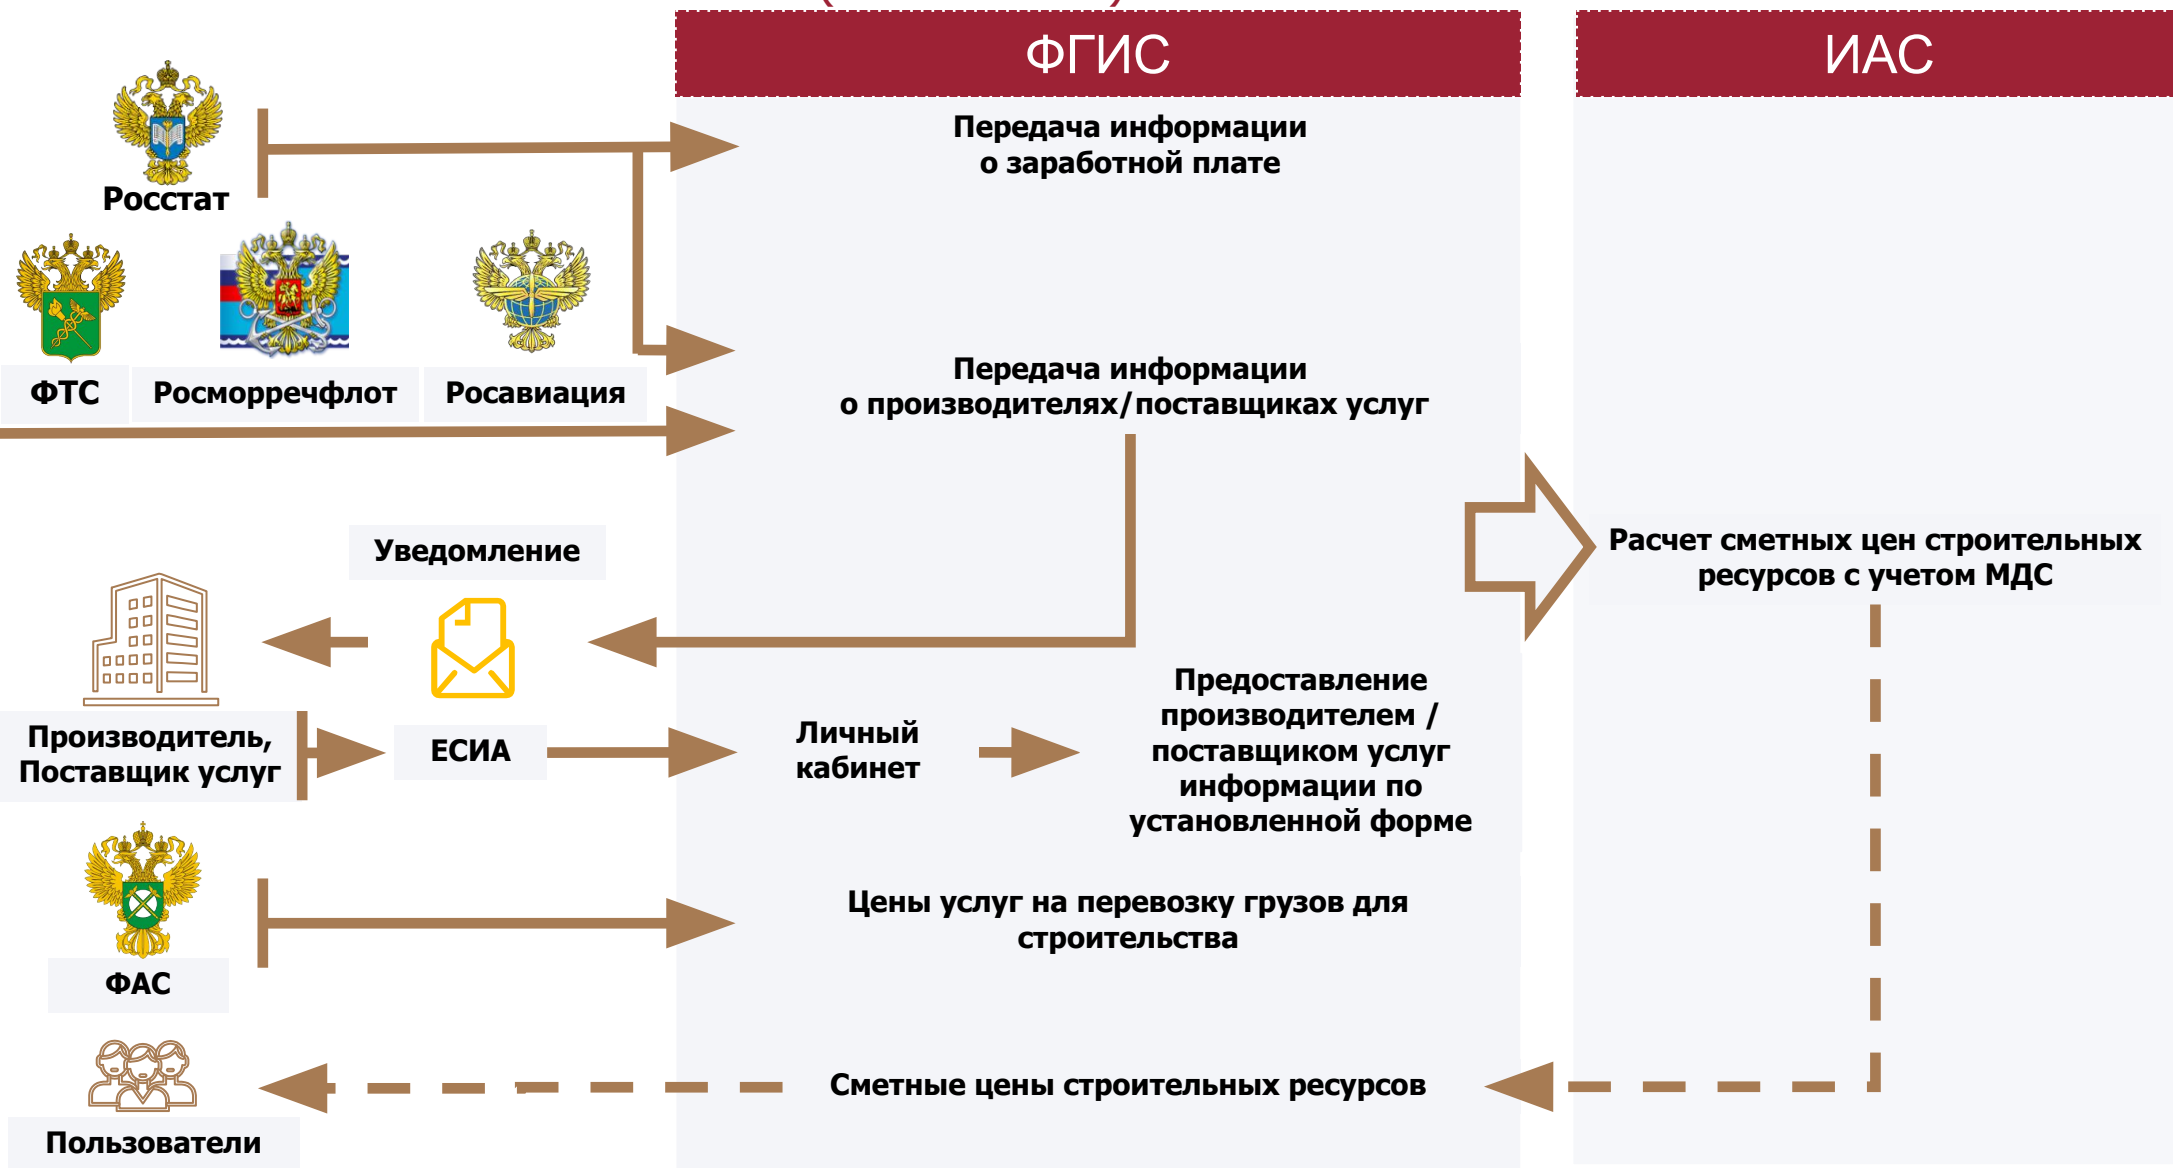 ФГИС
ИАС
Передача информации
о заработной плате
Росстат
ФТС
Росморречфлот
Росавиация
Передача информации
о производителях/поставщиках услуг
Уведомление
Расчет сметных цен строительных
ресурсов с учетом МДС
Производитель,
Поставщик услуг
ЕСИА
Личный
кабинет
Предоставление
производителем /
поставщиком услуг
информации по
установленной форме
ФАС
Цены услуг на перевозку грузов для
строительства
Пользователи
Сметные цены строительных ресурсов